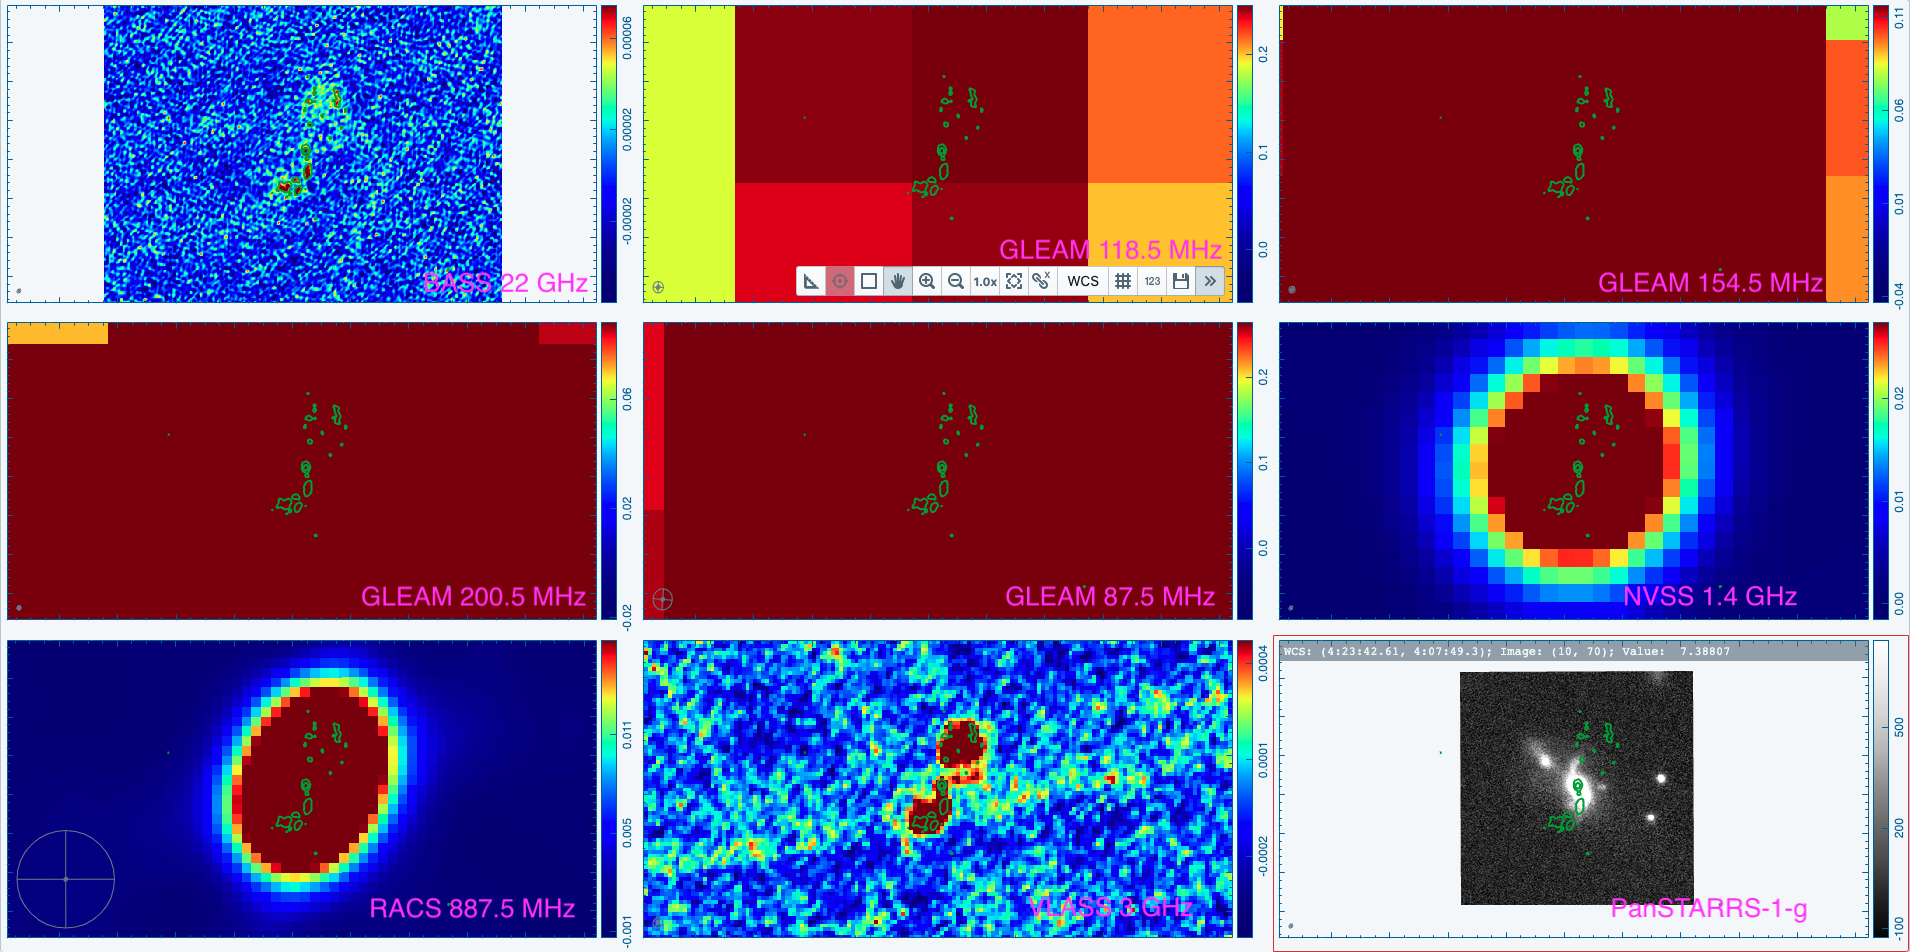 0.00006
0.00002
-0.00002
BASS 22 GHz
0.2
0.1
0.0
GLEAM 118.5 MHz
1.0x
WCS
123
0.11
0.06
0.01
-0.04
GLEAM 154.5 MHz
0.06
0.02
-0.02
GLEAM 200.5 MHz
0.2
0.1
0.0
GLEAM 87.5 MHz
0.02
0.01
0.00
NVSS 1.4 GHz
0.011
0.005
-0.001
RACS 887.5 MHz
0.0004
0.0001
-0.0002
VLASS 3 GHz
WCS: (4:23:42.61, 4:07:49.3); Image: (10, 70); Value: 7.38807
500
200
-100
PanSTARRS-1-g